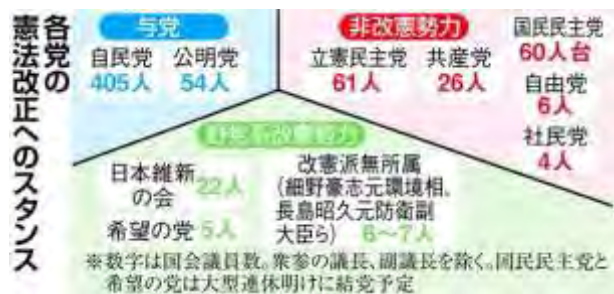 各党の
憲法改正へのスタンス
与党
自民党 公明党
405人 54人
非改憲勢力
立憲民主党 共産党
61人 26人
国民民主党
60人台
自由党
6人
社民党
4人
野党系改憲勢力
日本維新
の会 22人
希望の党 5人
改憲派無所属
(細野豪志元環境相、
長島昭久元防衛副
大臣ら) 6〜7人
※数字は国会議員数。衆参の議長、副議長を除く。国民民主党と
希望の党は大型連休明けに結党予定